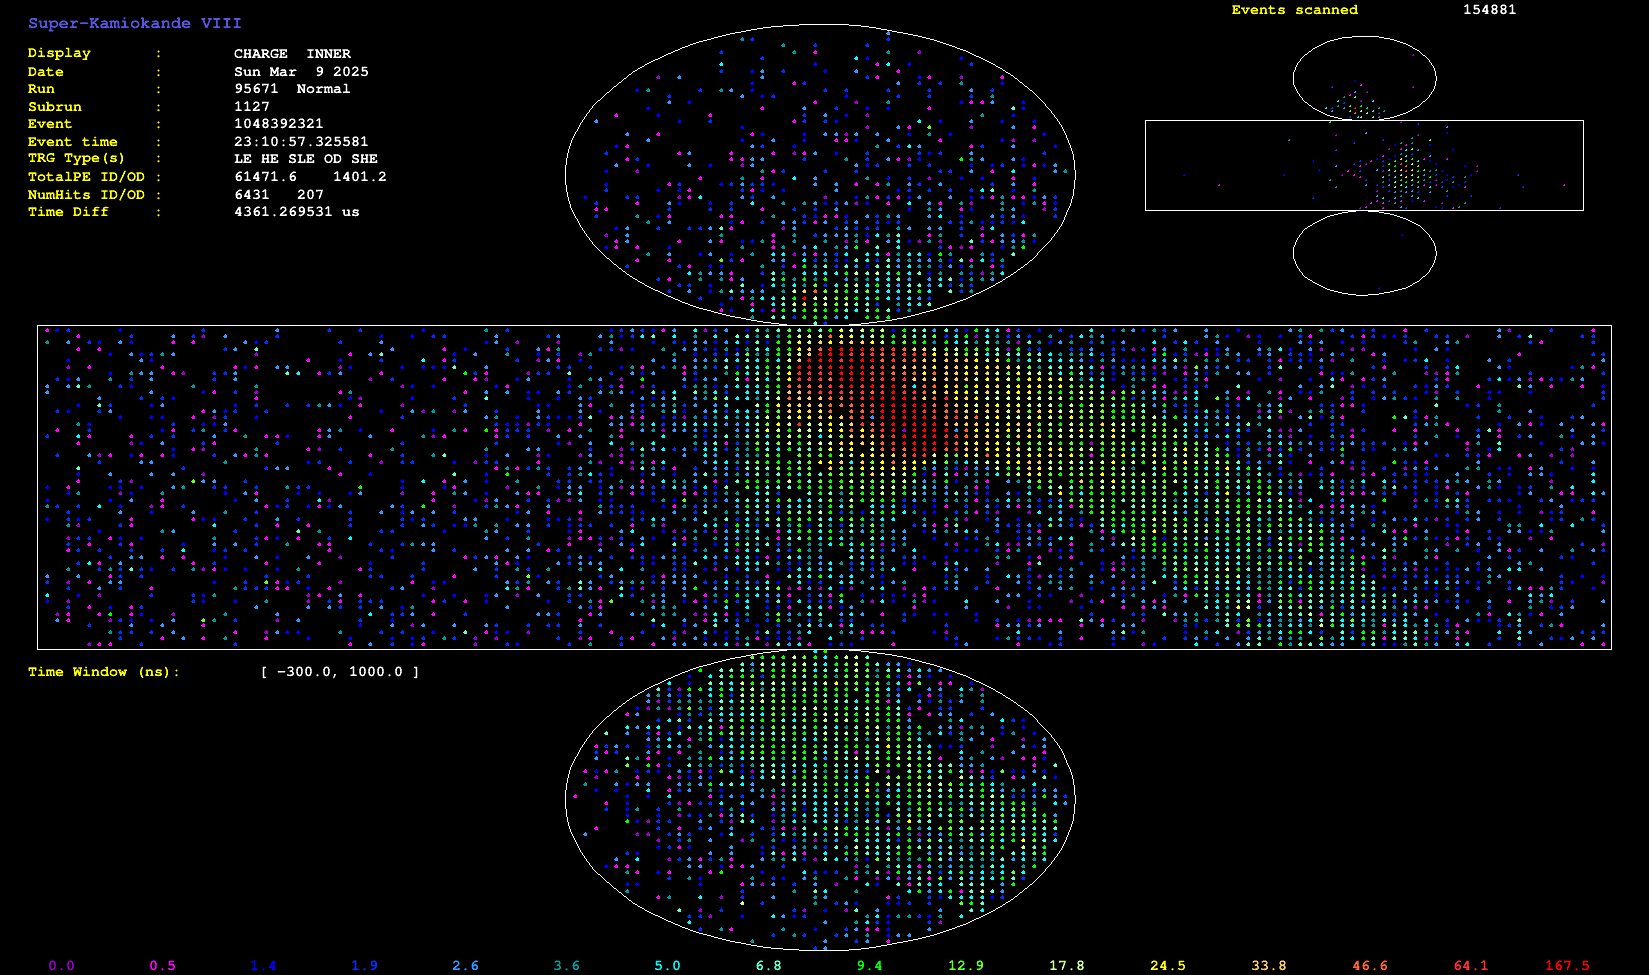 Super-Kamiokande VIII
Events scanned 154881
Display : CHARGE INNER
Date : Sun Mar 9 2025
Run : 95671 Normal
Subrun : 1127
Event : 1048392321
Event time : 23:10:57.325581
TRG Type(s) : LE HE SLE OD SHE
TotalPE ID/OD : 61471.6 1401.2
NumHits ID/OD : 6431 207
Time Diff : 4361.269531 us
Time Window (ns): [ -300.0, 1000.0 ]
0.0 0.5 1.4 1.9 2.6 3.6 5.0 6.8 9.4 12.9 17.8 24.5 33.8 46.6 64.1 167.5